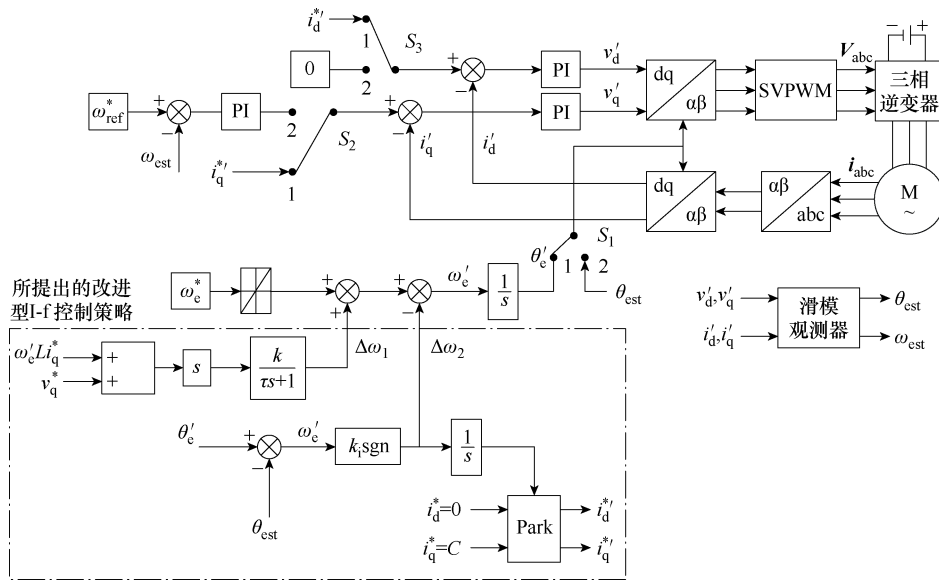 i_d^*′
1
S_3
0
2
+
−
PI
v_d′
dq
αβ
SVPWM
V_abc
− +
三相
逆变器
ω_ref^*
+
−
PI
2
S_2
ω_est
i_q^*′
1
+
−
i_q′
i_d′
PI
v_q′
dq
αβ
αβ
abc
i_abc
M
~
S_1
θ_e′
1
2
θ_est
所提出的改进
型I-f控制策略
ω_e^*
+
+
+
−
ω_e′
1/s
Δω_1
Δω_2
ω_e′Li_q^*
v_q^*
+
+
s
k/(τs+1)
θ_e′
+
−
ω_e′
k_i sgn
1/s
θ_est
i_d^*=0
i_q^*=C
Park
i_d^*′
i_q^*′
v_d′,v_q′
i_d′,i_q′
滑模
观测器
θ_est
ω_est